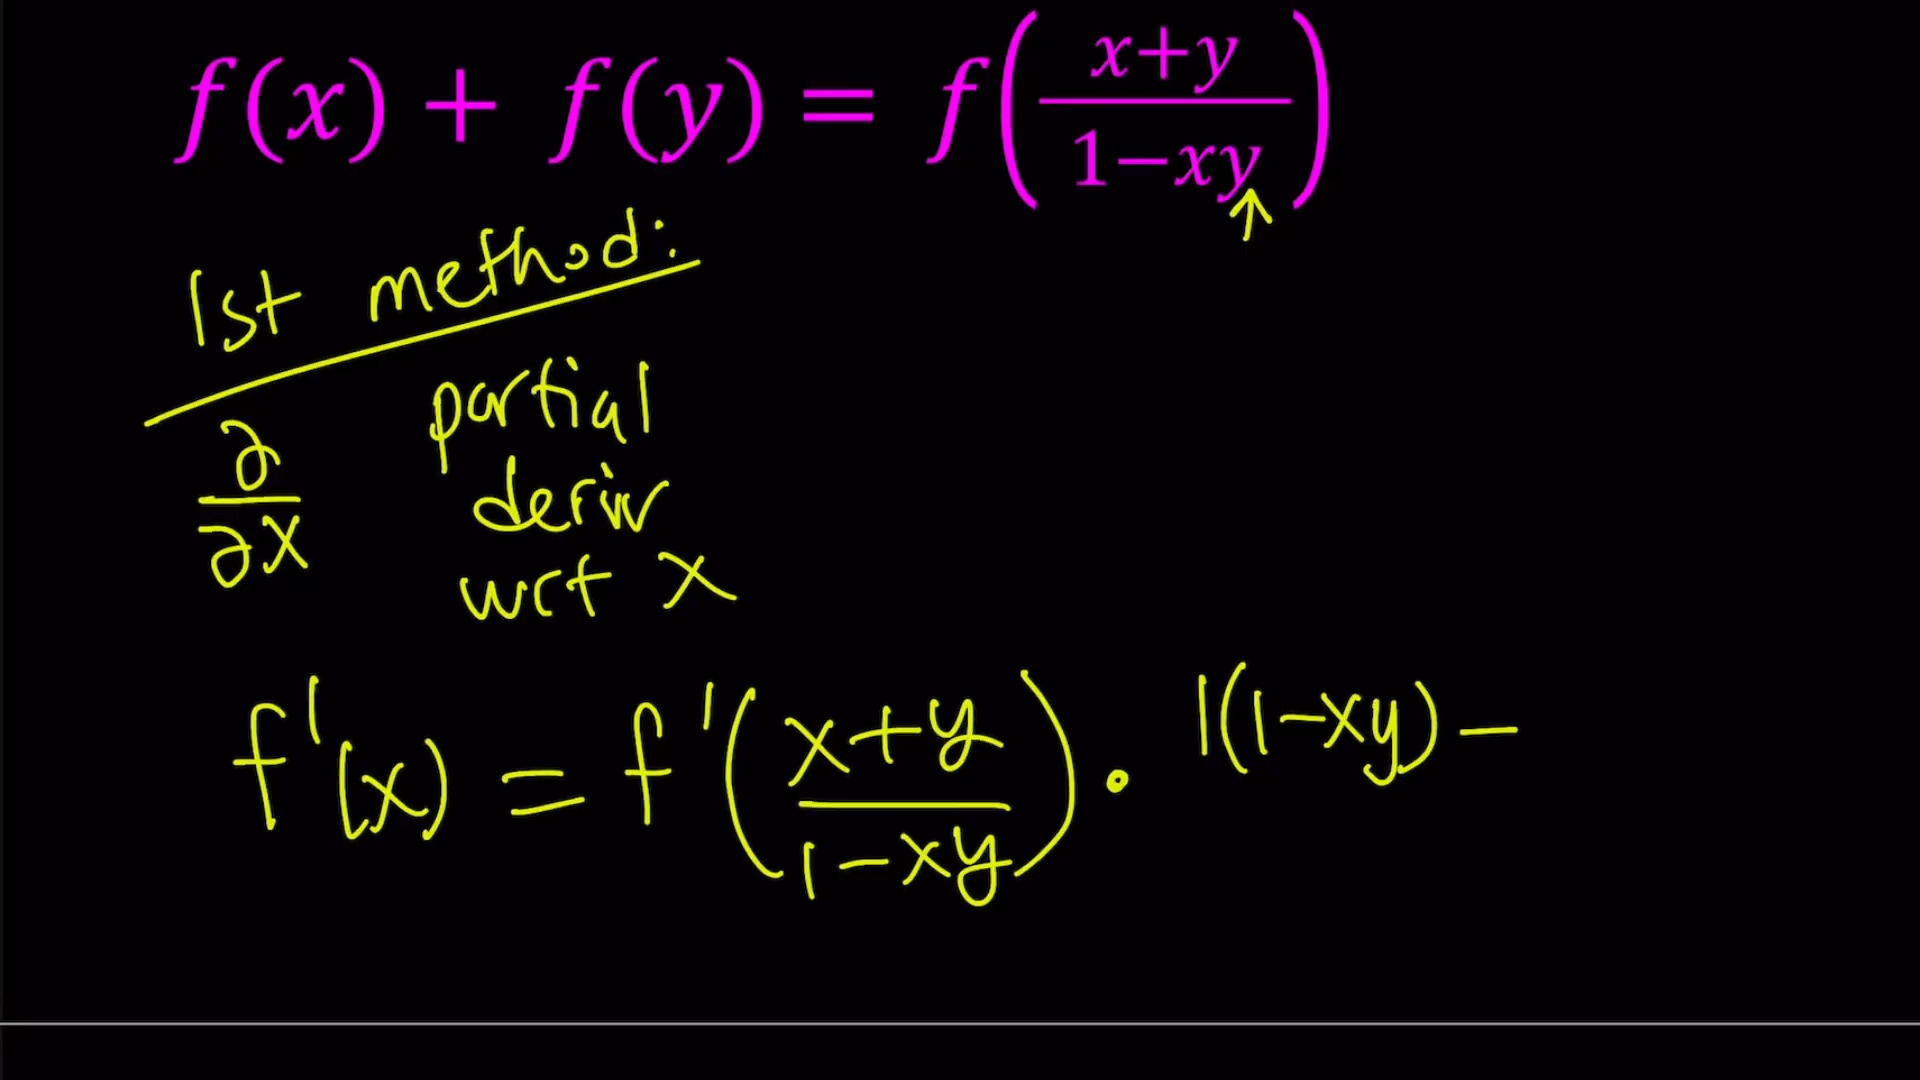 f(x) + f(y) = f((x+y)/(1−xy))
↑
1st method:
∂/∂x partial
deriv
wrt x
f'(x) = f'((x+y)/(1−xy)) · 1(1−xy) −